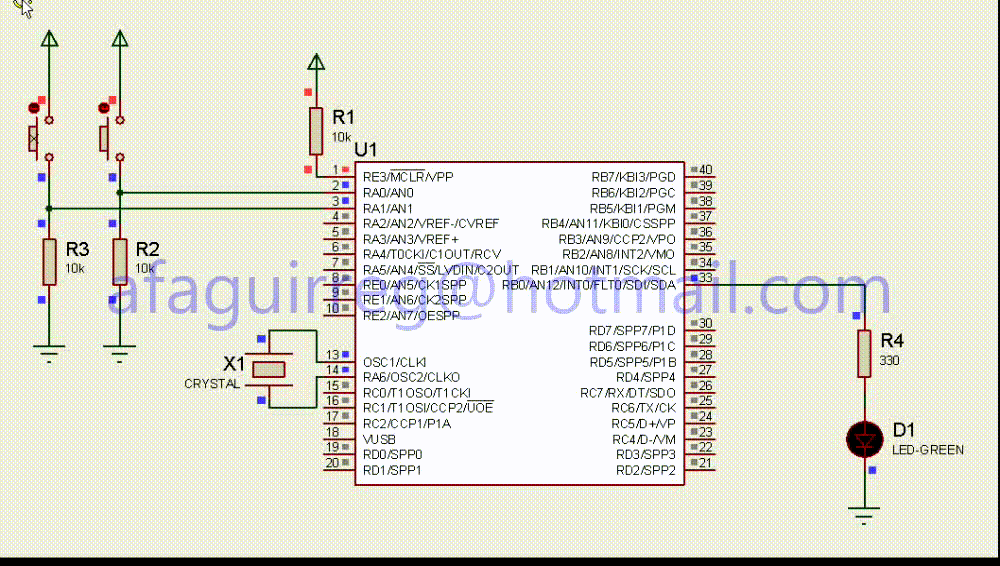 R1
10k
U1
1 RE3/MCLR/VPP
2 RA0/AN0
3 RA1/AN1
4 RA2/AN2/VREF-/CVREF
5 RA3/AN3/VREF+
6 RA4/T0CKI/C1OUT/RCV
7 RA5/AN4/SS/LVDIN/C2OUT
8 RE0/AN5/CK1SPP
9 RE1/AN6/CK2SPP
10 RE2/AN7/OESPP
13 OSC1/CLKI
14 RA6/OSC2/CLKO
15 RC0/T1OSO/T1CKI
16 RC1/T1OSI/CCP2/UOE
17 RC2/CCP1/P1A
18 VUSB
19 RD0/SPP0
20 RD1/SPP1
RB7/KBI3/PGD 40
RB6/KBI2/PGC 39
RB5/KBI1/PGM 38
RB4/AN11/KBI0/CSSPP 37
RB3/AN9/CCP2/VPO 36
RB2/AN8/INT2/VMO 35
RB1/AN10/INT1/SCK/SCL 34
RB0/AN12/INT0/FLT0/SDI/SDA 33
RD7/SPP7/P1D 30
RD6/SPP6/P1C 29
RD5/SPP5/P1B 28
RD4/SPP4 27
RC7/RX/DT/SDO 26
RC6/TX/CK 25
RC5/D+/VP 24
RC4/D-/VM 23
RD3/SPP3 22
RD2/SPP2 21
R3
10k
R2
10k
afaguirreg@hotmail.com
X1
CRYSTAL
R4
330
D1
LED-GREEN